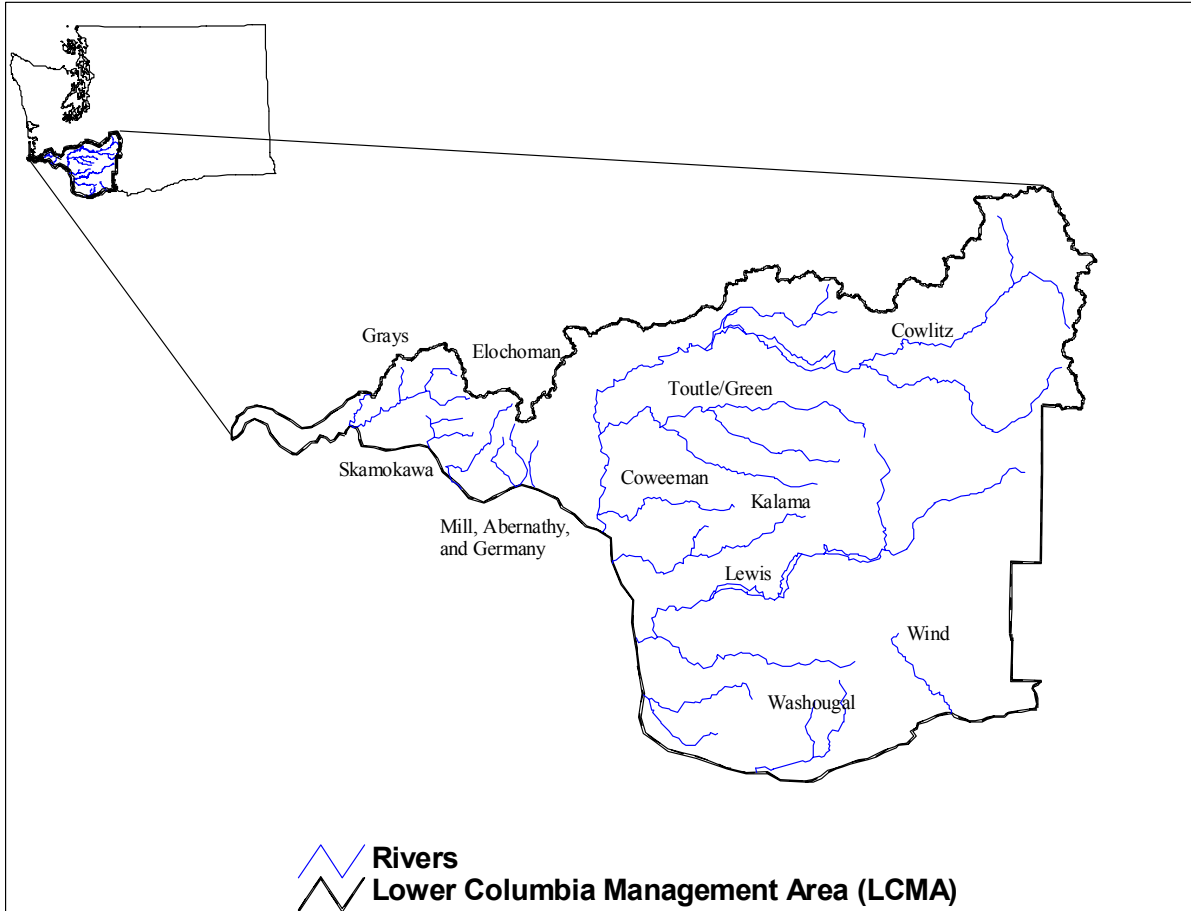 Grays
Elochoman
Cowlitz
Toutle/Green
Skamokawa
Coweeman
Kalama
Mill, Abernathy,
and Germany
Lewis
Wind
Washougal
Rivers
Lower Columbia Management Area (LCMA)